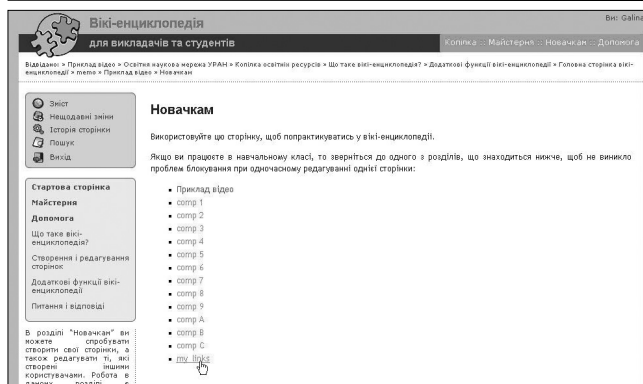 Вікі-енциклопедія
Ви: Galina
для викладачів та студентів
Копілка :: Майстерня :: Новачкам :: Допомога
Відвідано: » Приклад відео » Освітня наукова мережа УРАН » Копілка освітніх ресурсів » Що таке вікі-енциклопедія? » Додаткові функції вікі-енциклопедії » Головна сторінка вікі-
енциклопедії » memo » Приклад відео » Новачкам
Зміст
Нещодавні зміни
Історія сторінки
Пошук
Вихід
Стартова сторінка
Майстерня
Допомога
Що таке вікі-
енциклопедія?
Створення і редагування
сторінок
Додаткові функції вікі-
енциклопедії
Питання і відповіді
В розділі "Новачкам" ви
можете спробувати
створити свої сторінки, а
також редагувати ті, які
створені іншими
користувачами. Робота в
даному розділі є
Новачкам
Використовуйте цю сторінку, щоб попрактикуватись у вікі-енциклопедії.
Якщо ви працюєте в навчальному класі, то зверніться до одного з розділів, що знаходиться нижче, щоб не виникло
проблем блокування при одночасному редагуванні однієї сторінки:
Приклад відео
comp 1
comp 2
comp 3
comp 4
comp 5
comp 6
comp 7
comp 8
comp 9
comp A
comp B
comp C
my_links